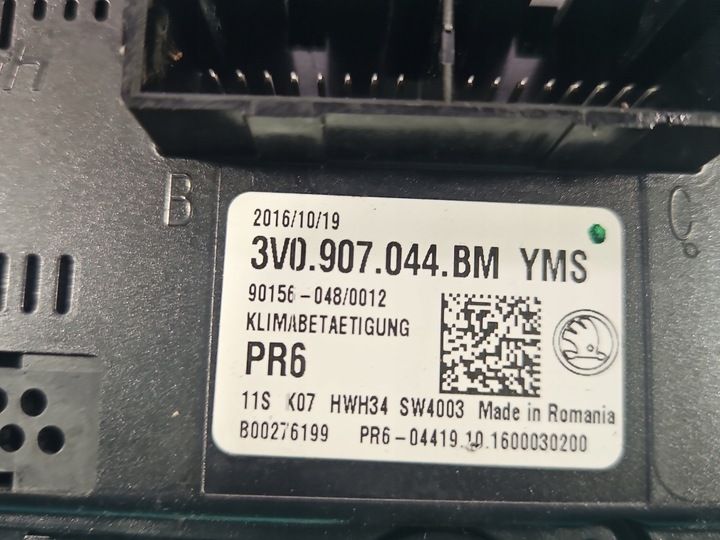 B
C
2016/10/19
3V0.907.044.BM YMS
90156-048/0012
KLIMABETAETIGUNG
PR6
11S K07 HWH34 SW4003 Made in Romania
B00276199 PR6-04419.10.1600030200